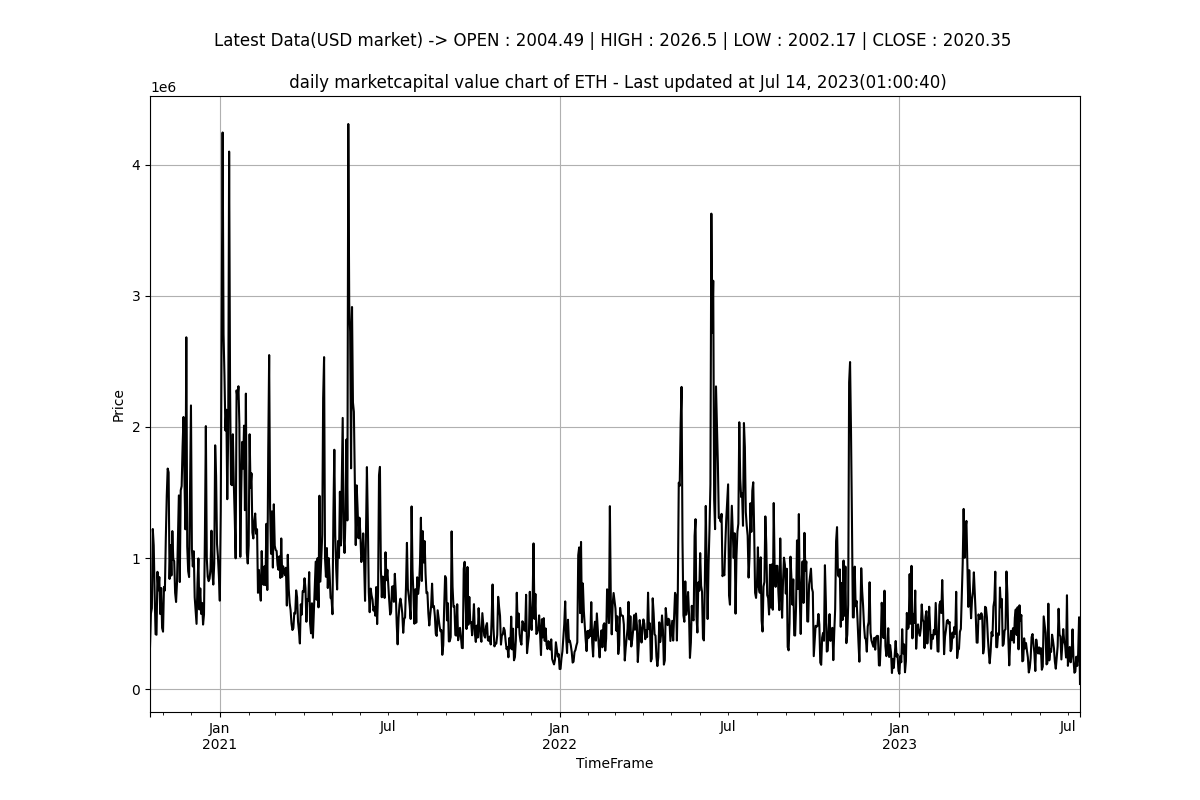 Latest Data(USD market) -> OPEN : 2004.49 | HIGH : 2026.5 | LOW : 2002.17 | CLOSE : 2020.35
daily marketcapital value chart of ETH - Last updated at Jul 14, 2023(01:00:40)
1e6
4
3
2
1
0
Price
Jan Jul Jan Jul Jan Jul
2021 2022 2023
TimeFrame